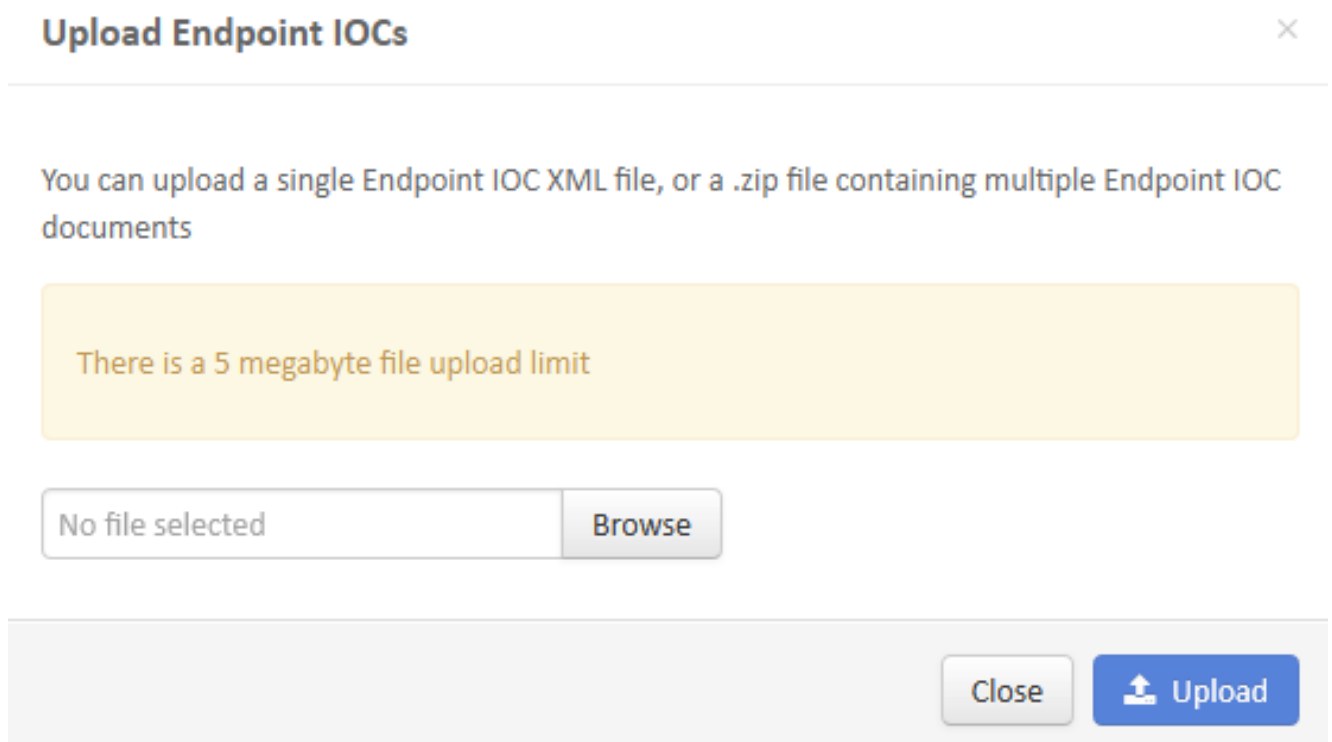 Upload Endpoint IOCs
×
You can upload a single Endpoint IOC XML file, or a .zip file containing multiple Endpoint IOC
documents
There is a 5 megabyte file upload limit
No file selected
Browse
Close
Upload